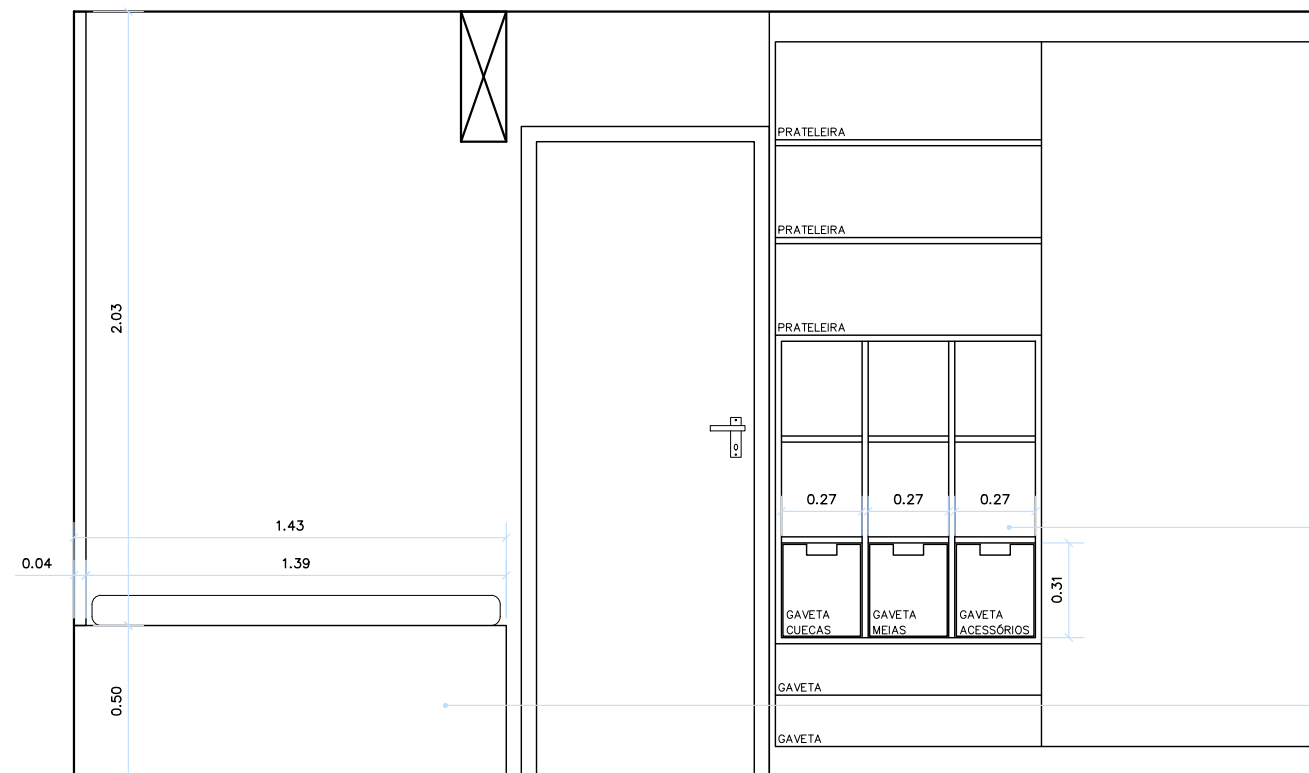 PRATELEIRA
PRATELEIRA
2.03
PRATELEIRA
0.27
0.27
0.27
1.43
0.04
1.39
0.31
GAVETA
CUECAS
GAVETA
MEIAS
GAVETA
ACESSÓRIOS
GAVETA
0.50
GAVETA